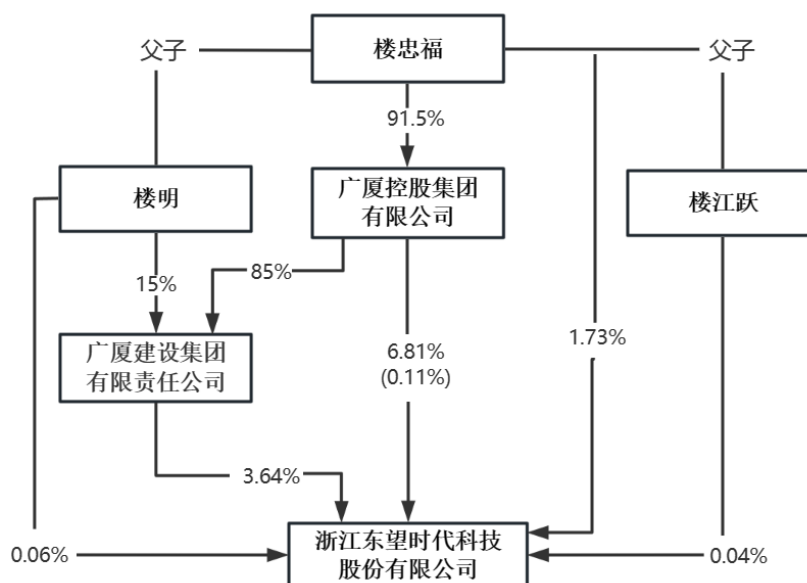 父子
楼忠福
父子
91.5%
楼明
广厦控股集团
有限公司
楼江跃
15%
85%
广厦建设集团
有限责任公司
6.81%
(0.11%)
1.73%
3.64%
0.06%
浙江东望时代科技
股份有限公司
0.04%